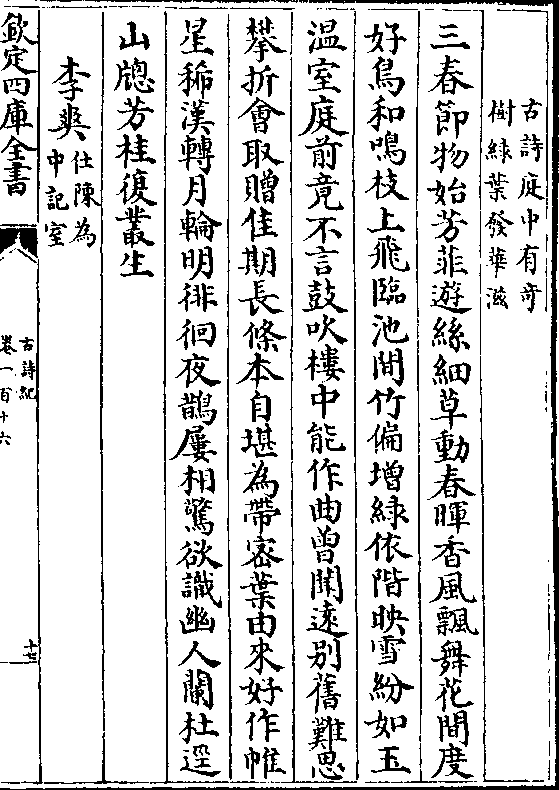 古詩庭中有奇
樹緑葉發華滋
三春節物始芳菲遊絲細草動春暉香風飄舞花間度
好鳥和鳴枝上飛臨池間竹偏增緑依階映雪紛如玉
温室庭前竟不言鼓吹樓中能作曲曾聞遠别舊難思
攀折會取贈佳期長條本自堪為帶宻葉由來好作帷
星稀漢轉月輪明徘徊夜鵲屢相驚欲識幽人蘭杜逕
山牕芳桂復叢生
李爽仕陳為
中記室
欽定四庫全書
古詩紀
卷一百十六
十三